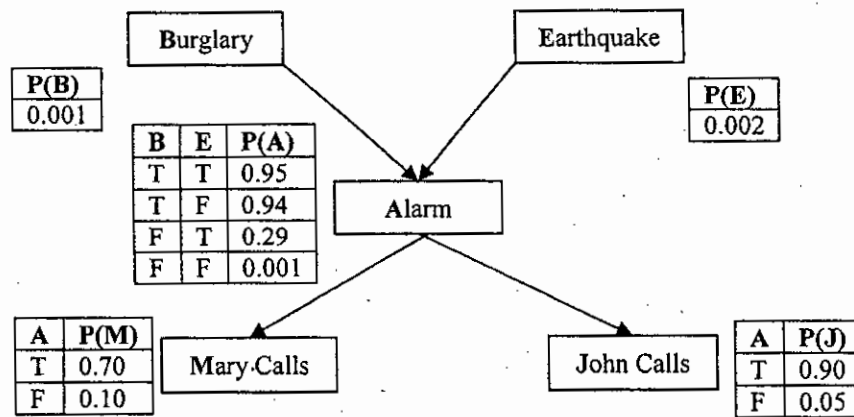 Burglary
Earthquake
P(B)
0.001
P(E)
0.002
B E P(A)
T T 0.95
T F 0.94
F T 0.29
F F 0.001
Alarm
A P(M)
T 0.70
F 0.10
Mary Calls
John Calls
A P(J)
T 0.90
F 0.05